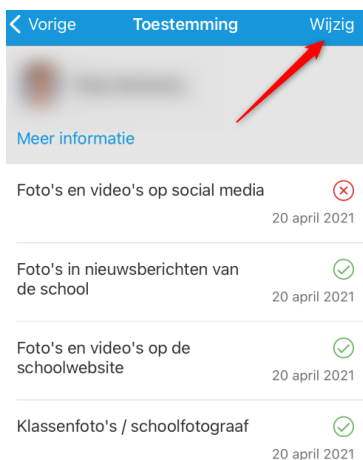 Vorige Toestemming Wijzig
Meer informatie
Foto's en video's op social media
20 april 2021
Foto's in nieuwsberichten van
de school
20 april 2021
Foto's en video's op de
schoolwebsite
20 april 2021
Klassenfoto's / schoolfotograaf
20 april 2021